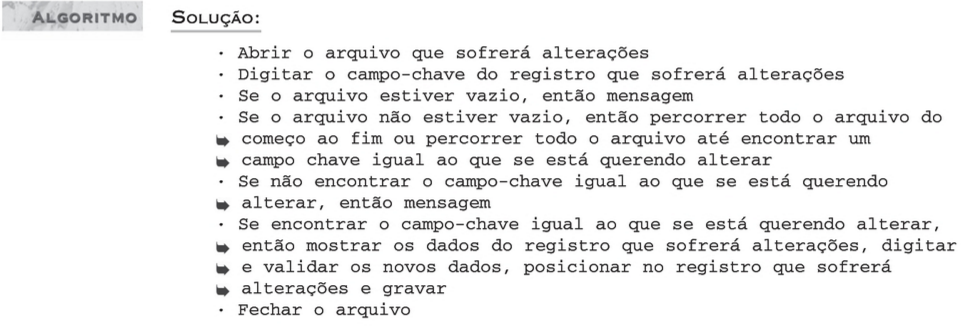 ALGORITMO SOLUÇÃO:
· Abrir o arquivo que sofrerá alterações
· Digitar o campo-chave do registro que sofrerá alterações
· Se o arquivo estiver vazio, então mensagem
· Se o arquivo não estiver vazio, então percorrer todo o arquivo do
➥ começo ao fim ou percorrer todo o arquivo até encontrar um
➥ campo chave igual ao que se está querendo alterar
· Se não encontrar o campo-chave igual ao que se está querendo
➥ alterar, então mensagem
· Se encontrar o campo-chave igual ao que se está querendo alterar,
➥ então mostrar os dados do registro que sofrerá alterações, digitar
➥ e validar os novos dados, posicionar no registro que sofrerá
➥ alterações e gravar
· Fechar o arquivo